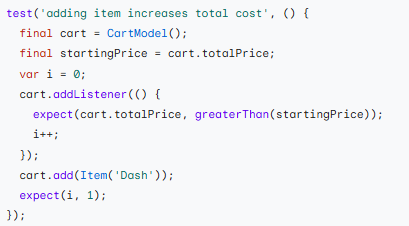 test('adding item increases total cost', () {
  final cart = CartModel();
  final startingPrice = cart.totalPrice;
  var i = 0;
  cart.addListener(() {
    expect(cart.totalPrice, greaterThan(startingPrice));
    i++;
  });
  cart.add(Item('Dash'));
  expect(i, 1);
});